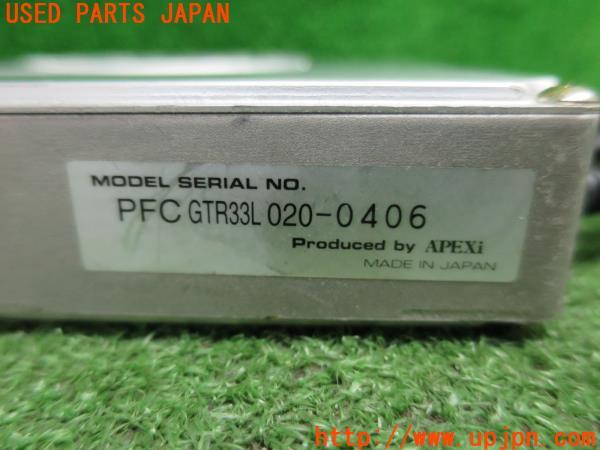 USED PARTS JAPAN
MODEL SERIAL NO.
PFC GTR33L 020-0406
Produced by APEXi
MADE IN JAPAN
http://www.upjpn.com